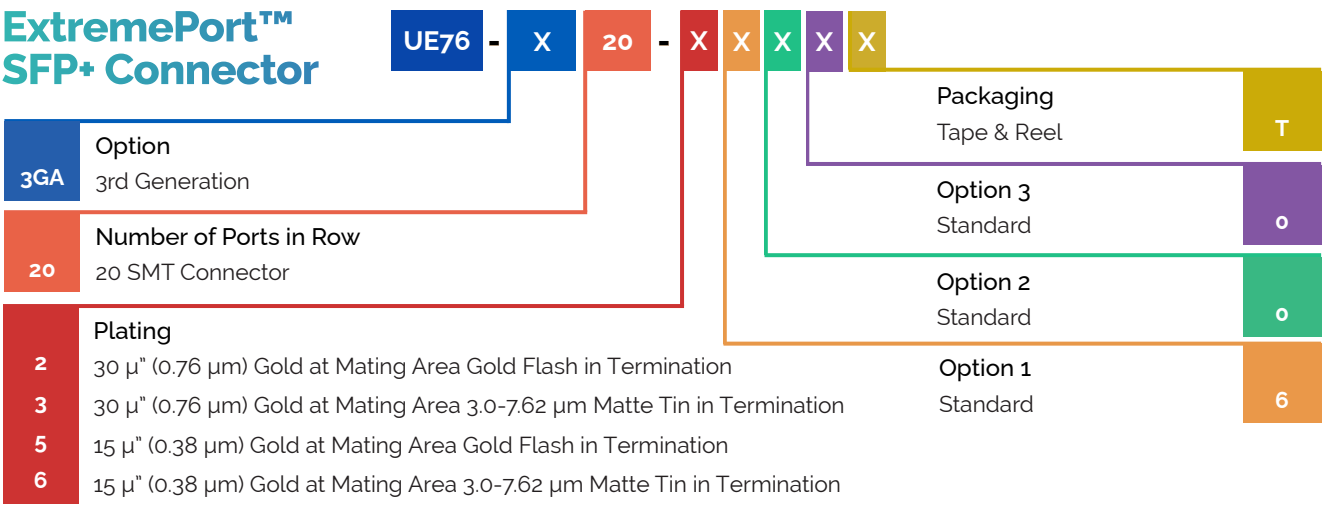 ExtremePort™
SFP+ Connector
UE76 - X 20 - X X X X X
3GA
Option
3rd Generation
20
Number of Ports in Row
20 SMT Connector
Plating
2 30 µ” (0.76 µm) Gold at Mating Area Gold Flash in Termination
3 30 µ” (0.76 µm) Gold at Mating Area 3.0-7.62 µm Matte Tin in Termination
5 15 µ” (0.38 µm) Gold at Mating Area Gold Flash in Termination
6 15 µ” (0.38 µm) Gold at Mating Area 3.0-7.62 µm Matte Tin in Termination
Packaging
Tape & Reel
T
Option 3
Standard
0
Option 2
Standard
0
Option 1
Standard
6